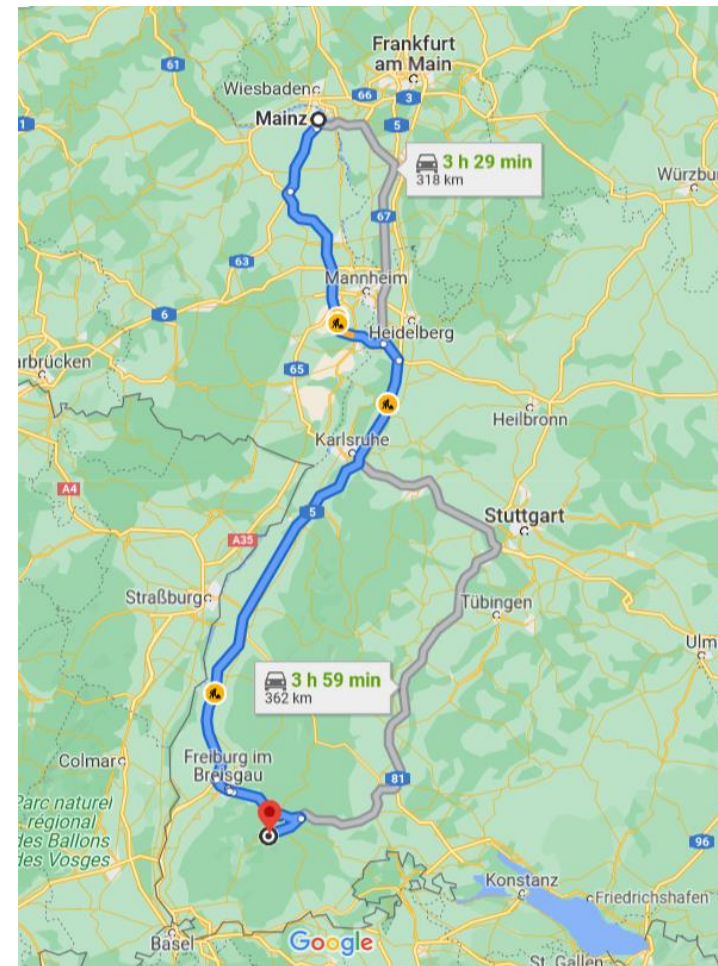 Frankfurt
am Main
61
Wiesbaden
66
3
Mainz
5
3 h 29 min
318 km
Würzbu
67
63
Mannheim
6
Heidelberg
arbrücken
65
Heilbronn
Karlsruhe
A4
5
Stuttgart
A35
Straßburg
Tübingen
Ulm
3 h 59 min
362 km
Colmar
Freiburg im
Breisgau
81
Parc naturel
régional
des Ballons
des Vosges
96
Konstanz
Friedrichshafen
Basel
Google
St. Gallen